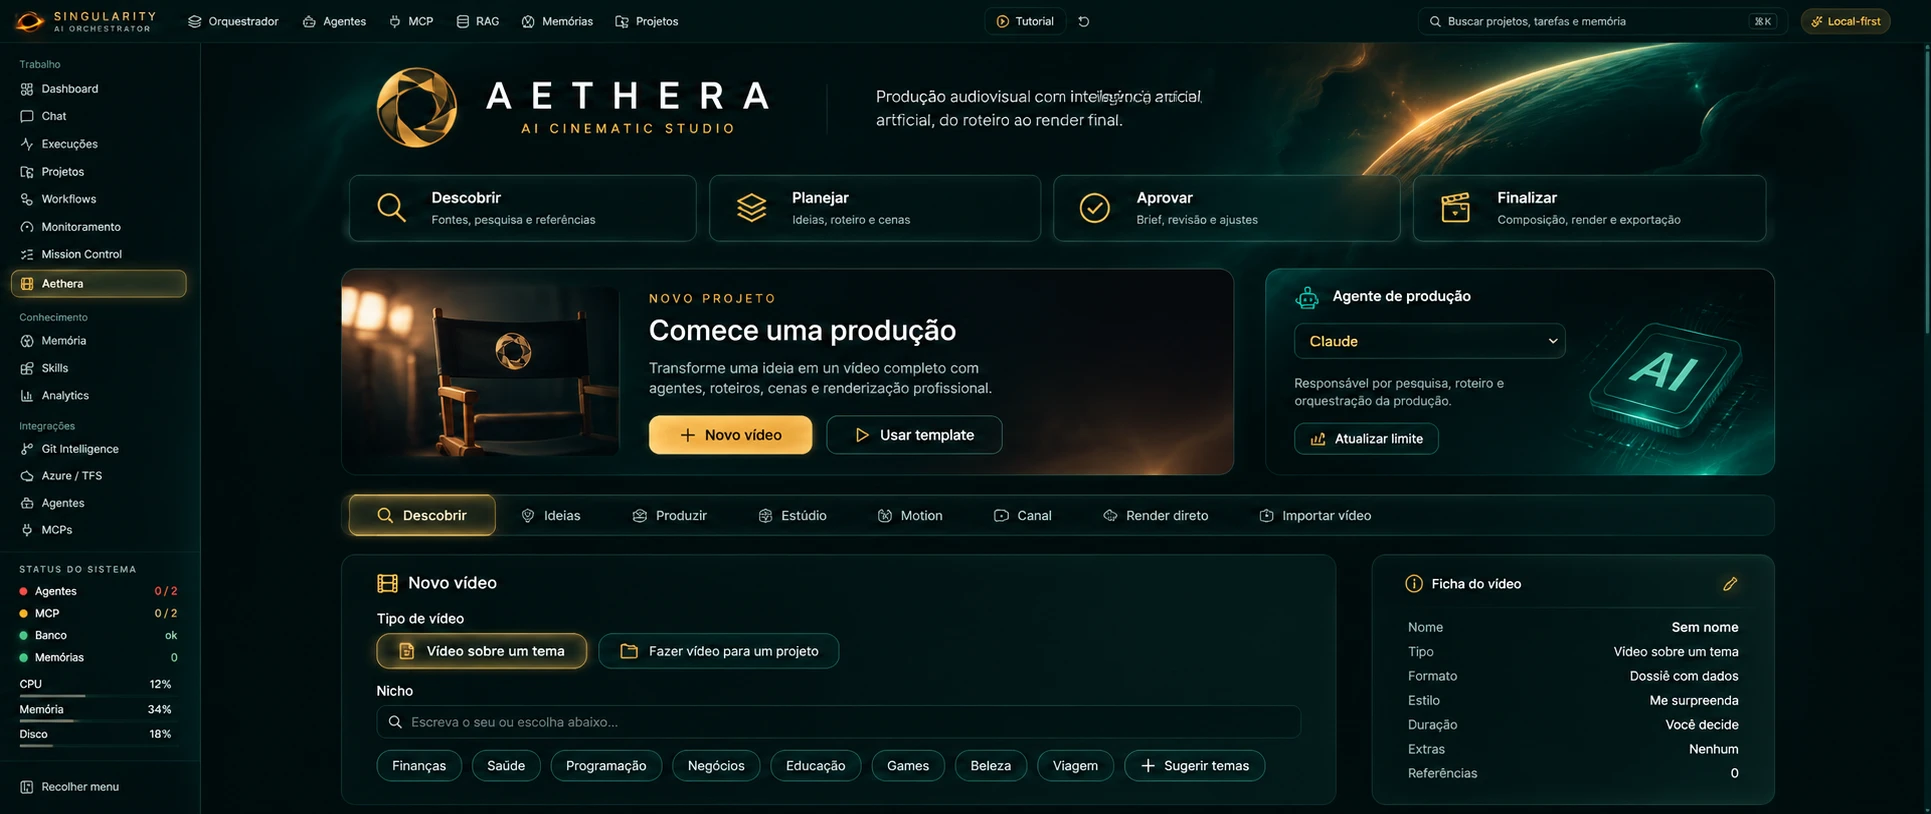 SINGULARITY
AI ORCHESTRATOR
Orquestrador
Agentes
MCP
RAG
Memórias
Projetos
Tutorial
Buscar projetos, tarefas e memória
⌘K
Local-first
Trabalho
Dashboard
Chat
Execuções
Projetos
Workflows
Monitoramento
Mission Control
Aethera
Conhecimento
Memória
Skills
Analytics
Integrações
Git Intelligence
Azure / TFS
Agentes
MCPs
STATUS DO SISTEMA
Agentes 0 / 2
MCP 0 / 2
Banco ok
Memórias 0
CPU 12%
Memória 34%
Disco 18%
Recolher menu
AETHERA
AI CINEMATIC STUDIO
Produção audiovisual com
artficial, do roteiro ao render final.
Descobrir
Fontes, pesquisa e referências
Planejar
Ideias, roteiro e cenas
Aprovar
Brief, revisão e ajustes
Finalizar
Composição, render e exportação
NOVO PROJETO
Comece uma produção
Transforme uma ideia em un vídeo completo com
agentes, roteiros, cenas e renderização profissional.
Novo vídeo
Usar template
Agente de produção
Claude
Responsável por pesquisa, roteiro e
orquestração da produção.
Atualizar limite
AI
Descobrir
Ideias
Produzir
Estúdio
Motion
Canal
Render direto
Importar vídeo
Novo vídeo
Tipo de vídeo
Vídeo sobre um tema
Fazer vídeo para um projeto
Nicho
Escreva o seu ou escolha abaixo...
Finanças
Saúde
Programação
Negócios
Educação
Games
Beleza
Viagem
Sugerir temas
Ficha do vídeo
Nome Sem nome
Tipo Vídeo sobre um tema
Formato Dossiê com dados
Estilo Me surpreenda
Duração Você decide
Extras Nenhum
Referências 0